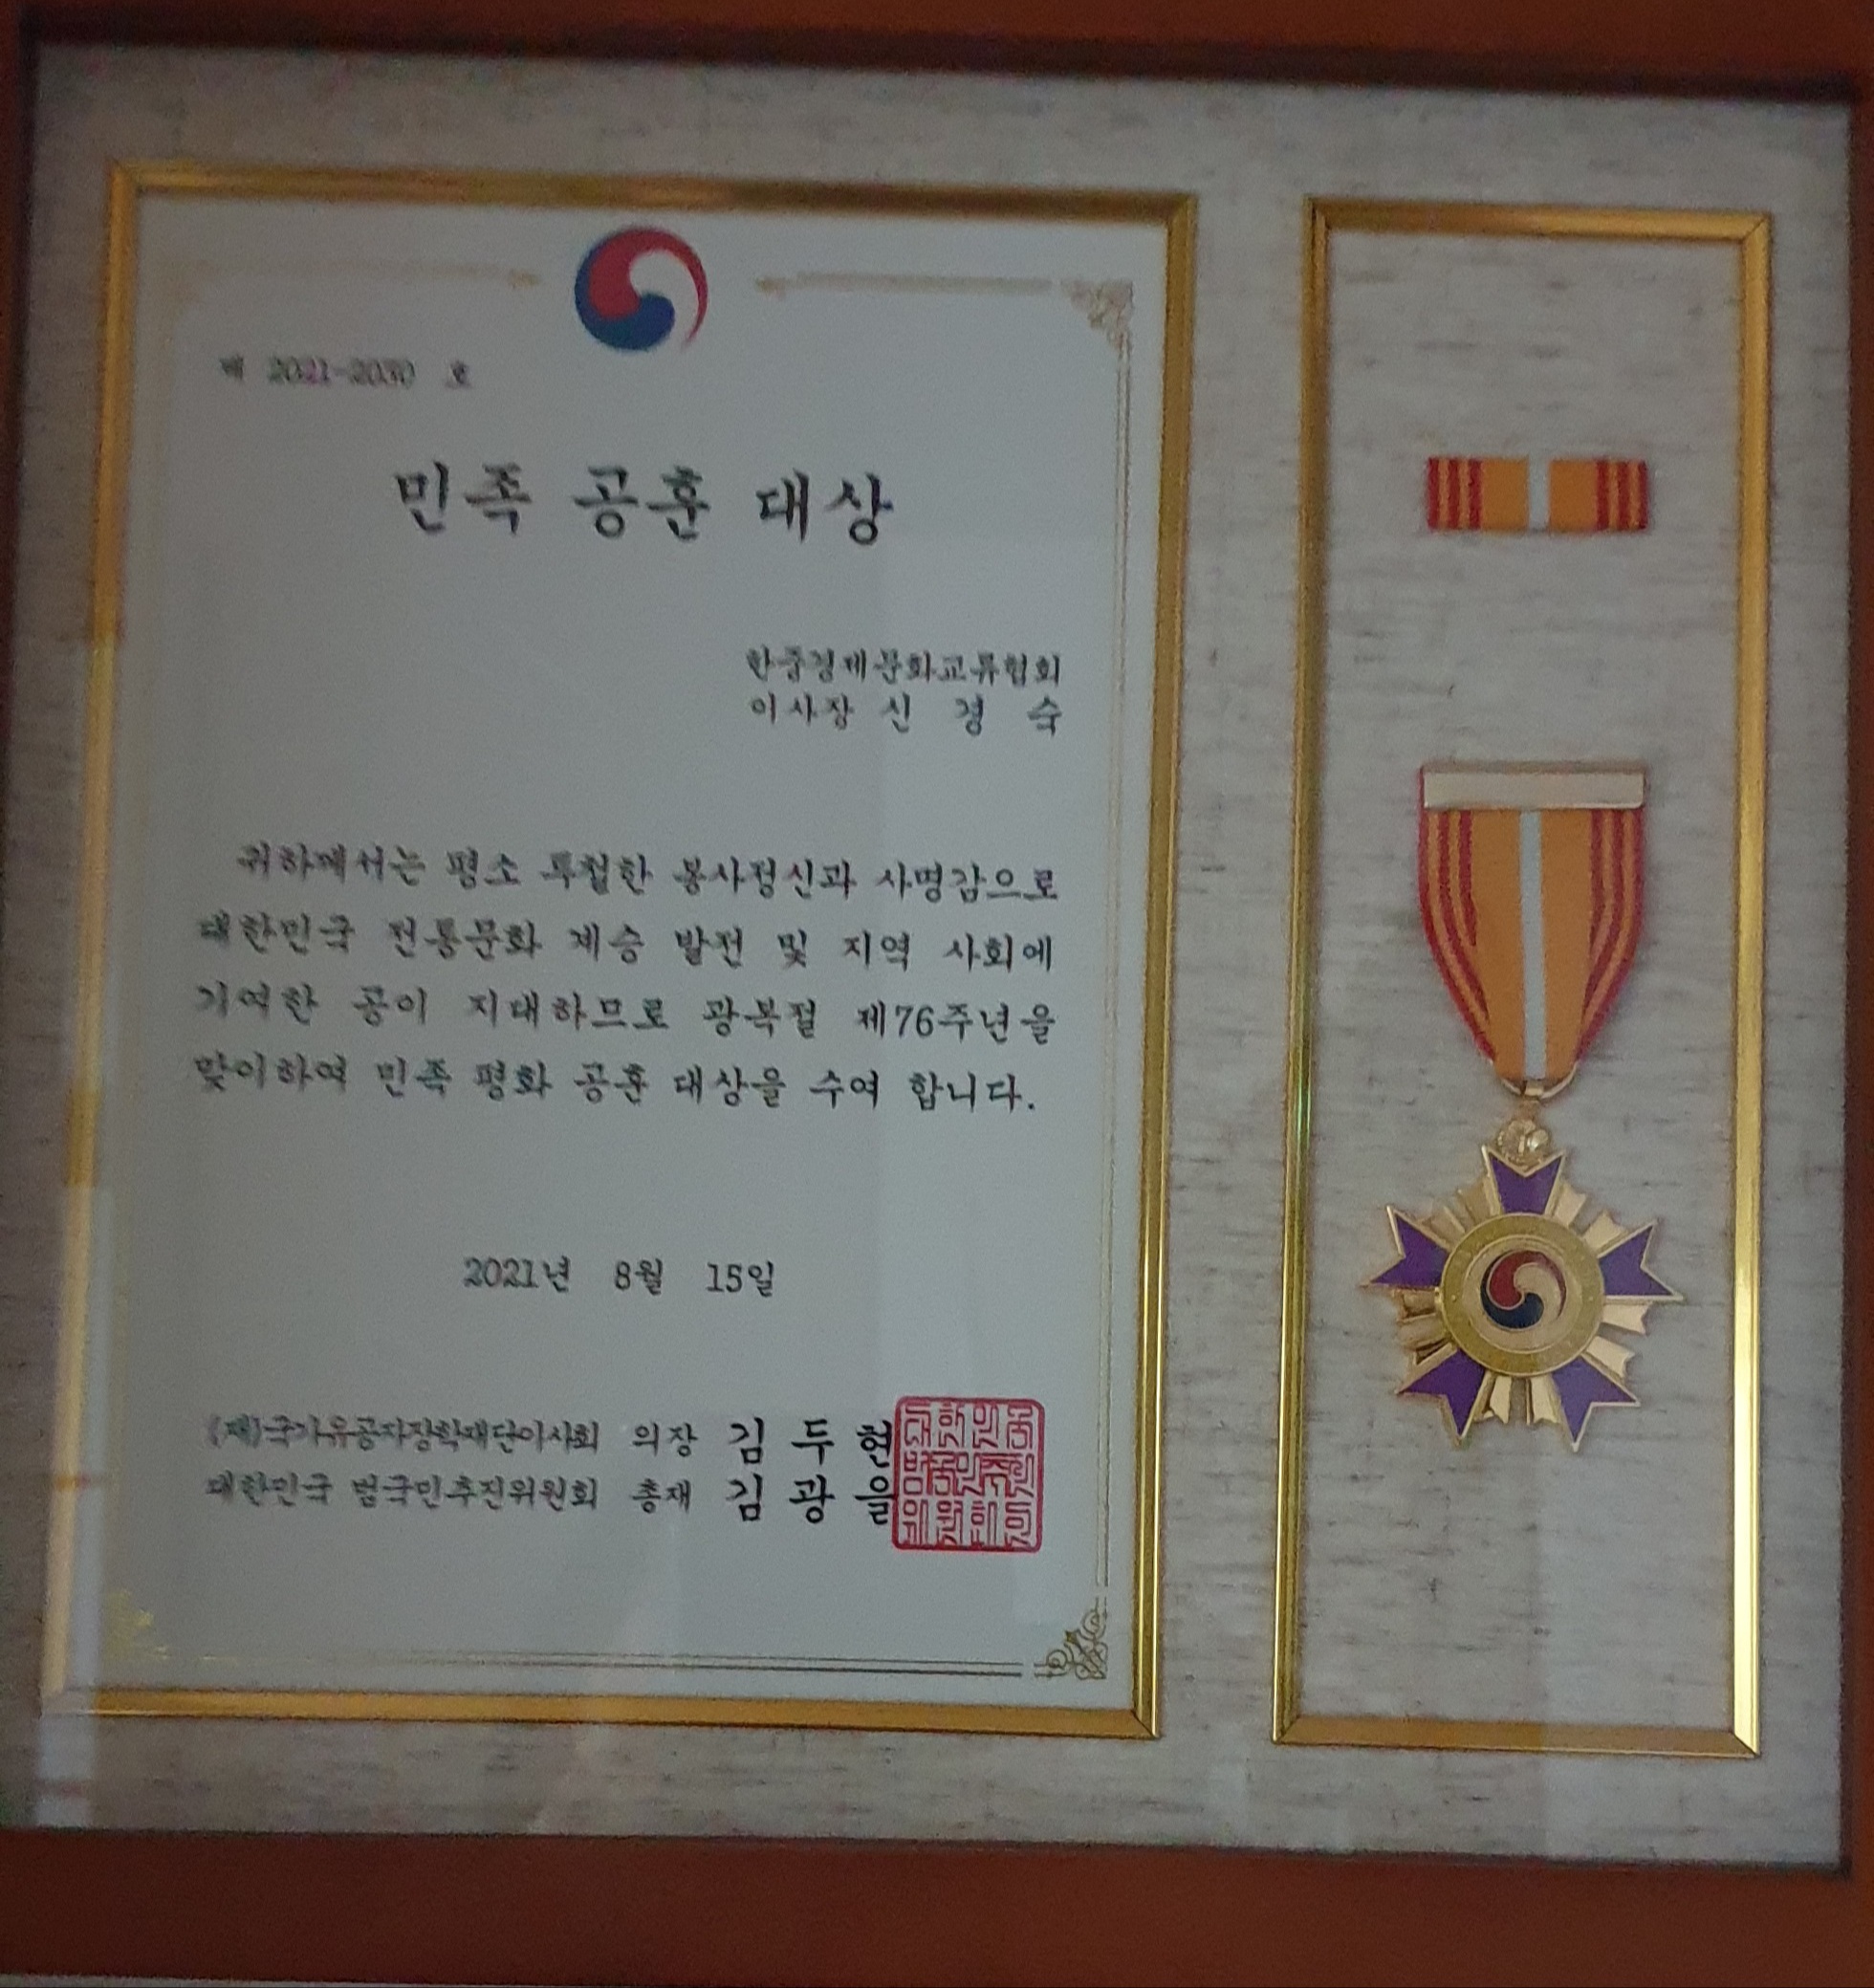 제 2021-2030 호
민족 공훈 대상
한중경제문화교류협회
이사장 신 경 숙
귀하께서는 평소 투철한 봉사정신과 사명감으로
대한민국 전통문화 계승 발전 및 지역 사회에
기여한 공이 지대하므로 광복절 제76주년을
맞이하여 민족 평화 공훈 대상을 수여 합니다.
2021년 8월 15일
(재)국가유공자장학재단이사회 의장 김 두 현
대한민국 범국민추진위원회 총재 김 광 을